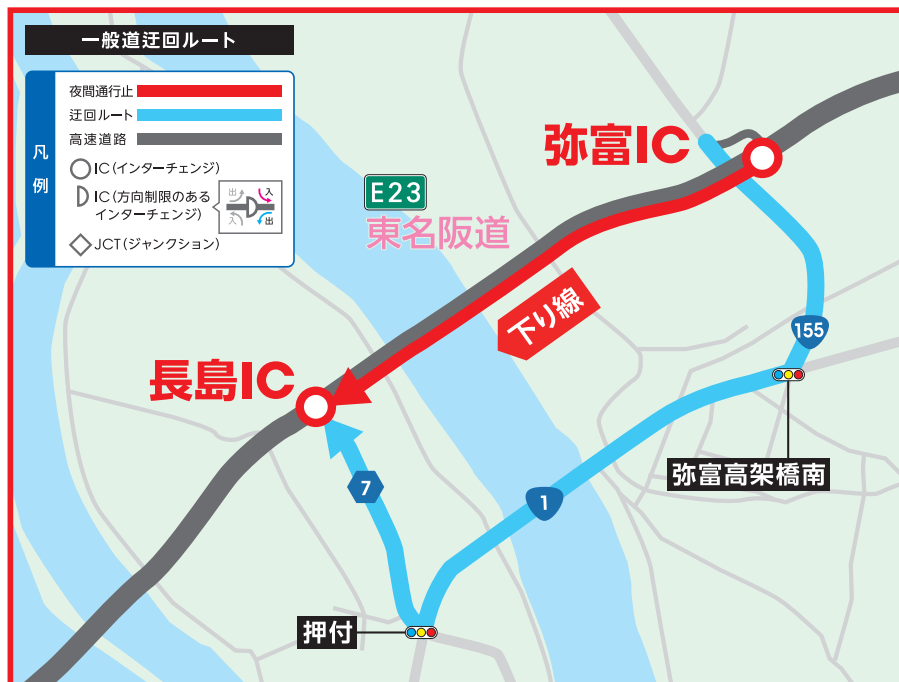 一般道迂回ルート
凡例
夜間通行止
迂回ルート
高速道路
IC(インターチェンジ)
IC(方向制限のある
インターチェンジ)
出
入
入
出
JCT(ジャンクション)
弥富IC
E23
東名阪道
下り線
155
長島IC
弥富高架橋南
7
1
押付